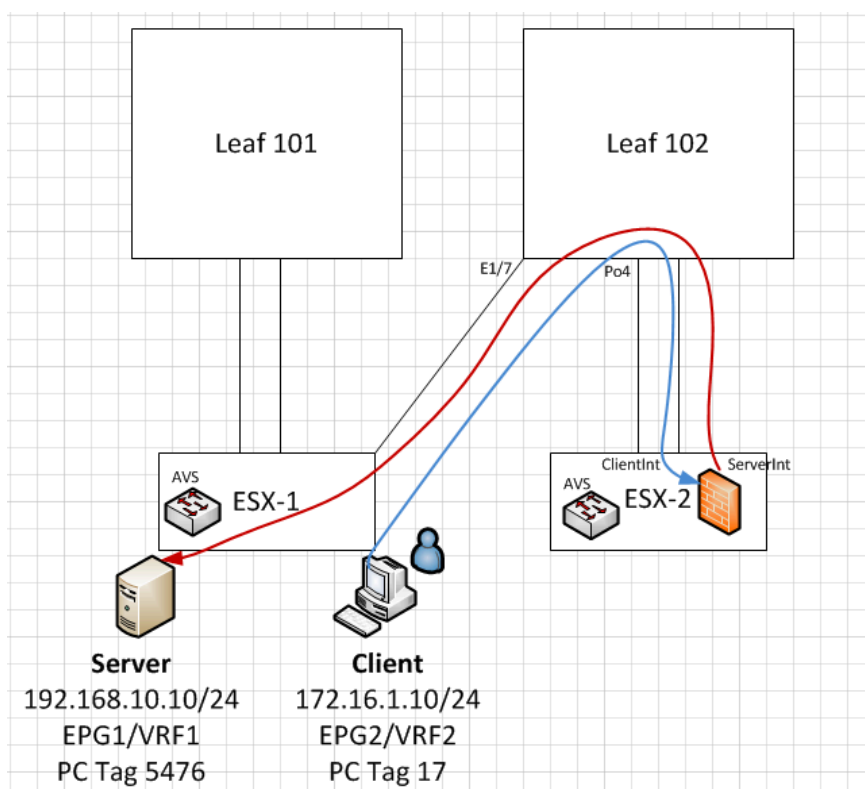 Leaf 101
Leaf 102
E1/7
Po4
AVS
ESX-1
ClientInt
ServerInt
AVS
ESX-2
Server
192.168.10.10/24
EPG1/VRF1
PC Tag 5476
Client
172.16.1.10/24
EPG2/VRF2
PC Tag 17